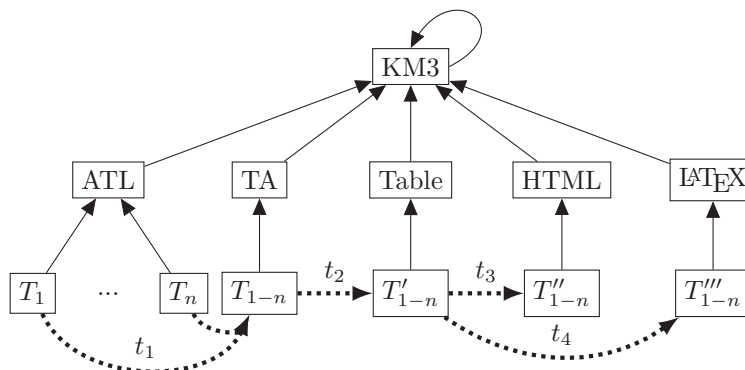 KM3
ATL TA Table HTML LATEX
t₂ t₃
T₁ ... Tₙ T₁₋ₙ T′₁₋ₙ T″₁₋ₙ T‴₁₋ₙ
t₁ t₄